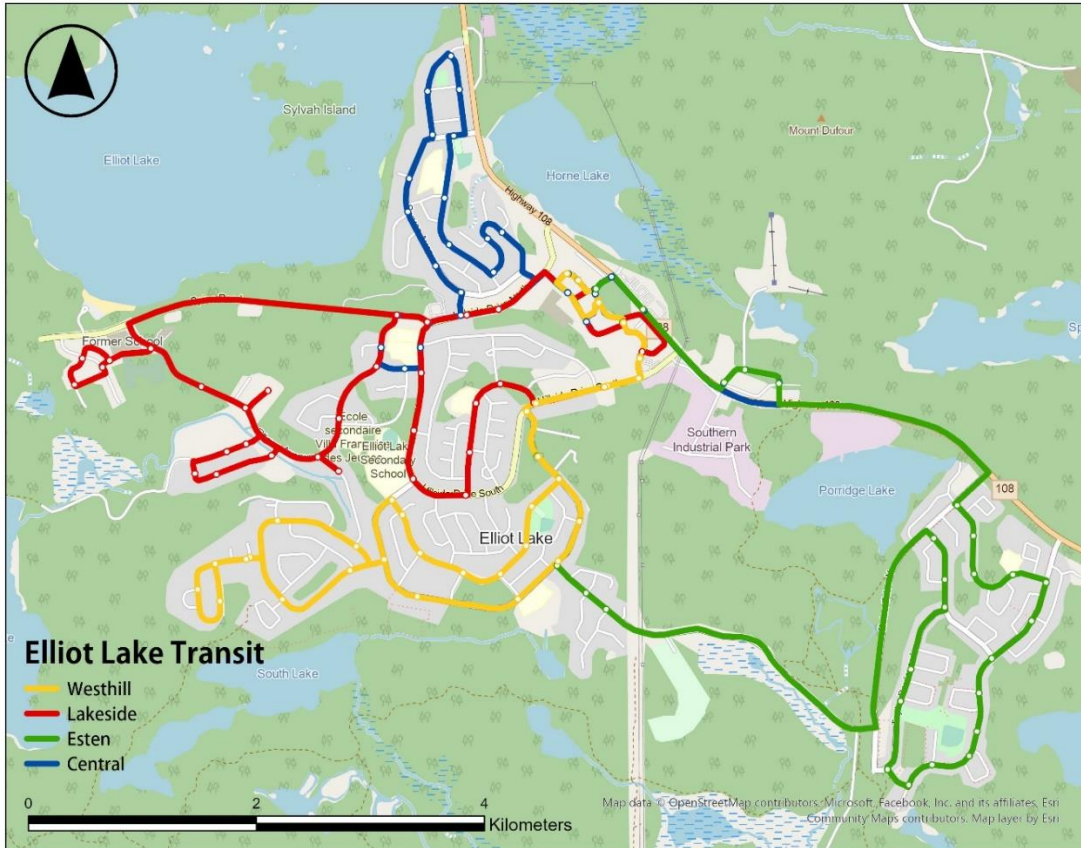 Sylvah Island
Elliot Lake
Mount Dufour
Horne Lake
Highway 108
Former School
École
secondaire
Elliot Lake
Secondary
School
Southern
Industrial Park
Hillside Drive South
Porridge Lake
108
Elliot Lake
South Lake
Elliot Lake Transit
Westhill
Lakeside
Esten
Central
0
2
4
Kilometers
Map data © OpenStreetMap contributors, Microsoft, Facebook, Inc. and its affiliates, Esri
Community Maps contributors, Map layer by Esri